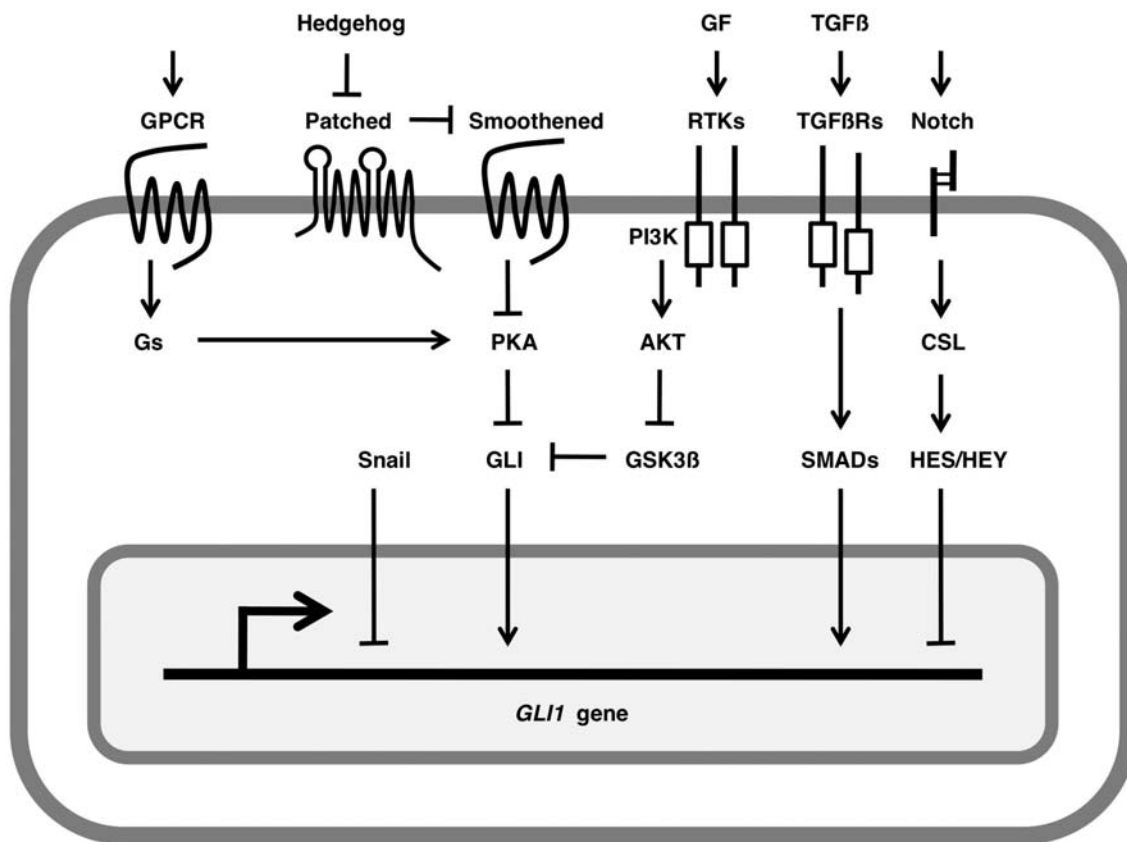 Hedgehog GF TGFß
GPCR Patched Smoothened RTKs TGFßRs Notch
PI3K
Gs PKA AKT CSL
Snail GLI GSK3ß SMADs HES/HEY
GLI1 gene